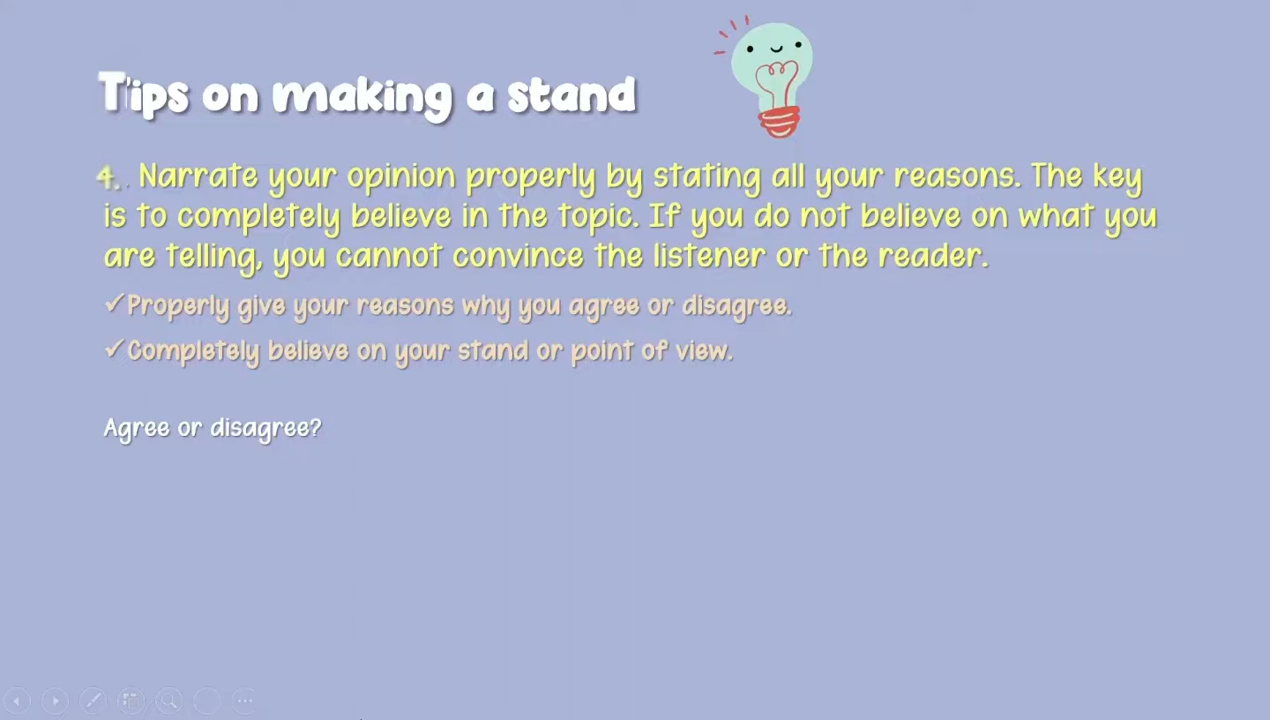 Tips on making a stand
4. Narrate your opinion properly by stating all your reasons. The key
is to completely believe in the topic. If you do not believe on what you
are telling, you cannot convince the listener or the reader.
✓Properly give your reasons why you agree or disagree.
✓Completely believe on your stand or point of view.
Agree or disagree?